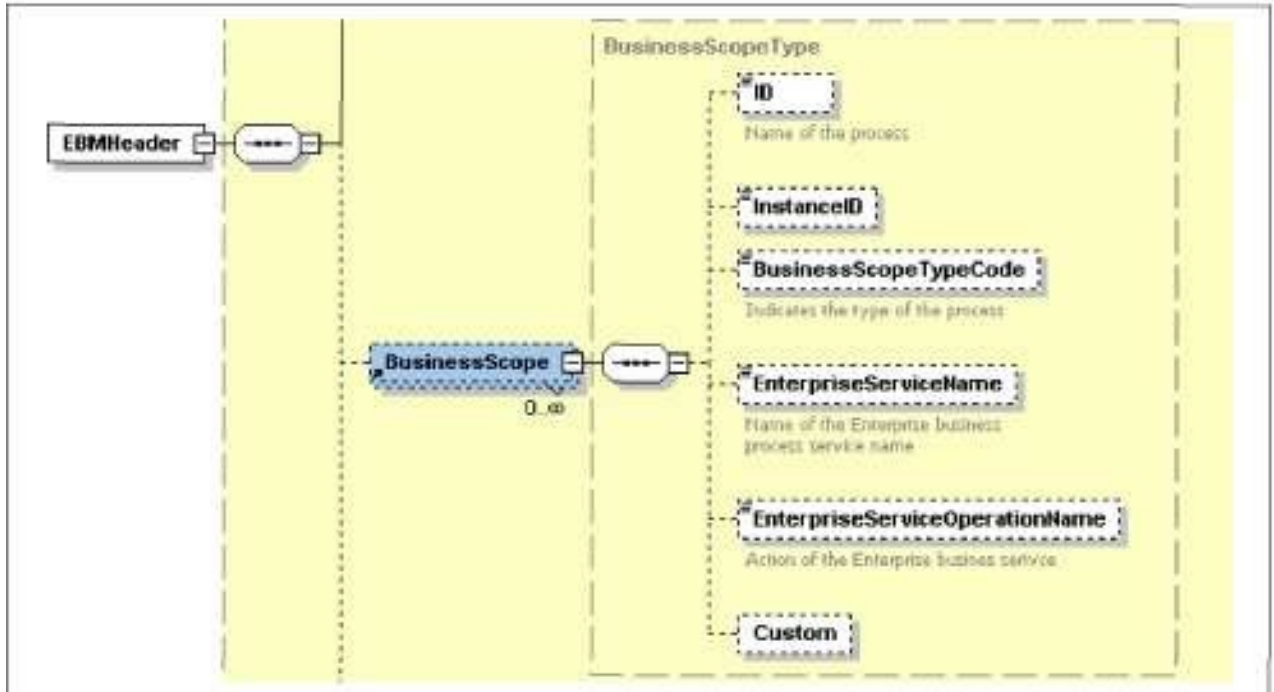 BusinessScopeType
ID
Name of the process
EBMHeader
InstanceID
BusinessScopeTypeCode
Indicates the type of the process
BusinessScope
0..∞
EnterpriseServiceName
Name of the Enterprise business
process service name
EnterpriseServiceOperationName
Action of the Enterprise busines serivce
Custom